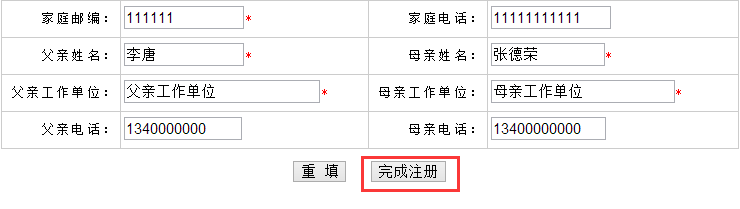 家庭邮编： 111111* 家庭电话： 11111111111
父亲姓名： 李唐* 母亲姓名： 张德荣*
父亲工作单位： 父亲工作单位* 母亲工作单位： 母亲工作单位*
父亲电话： 1340000000 母亲电话： 13400000000
重 填 完成注册